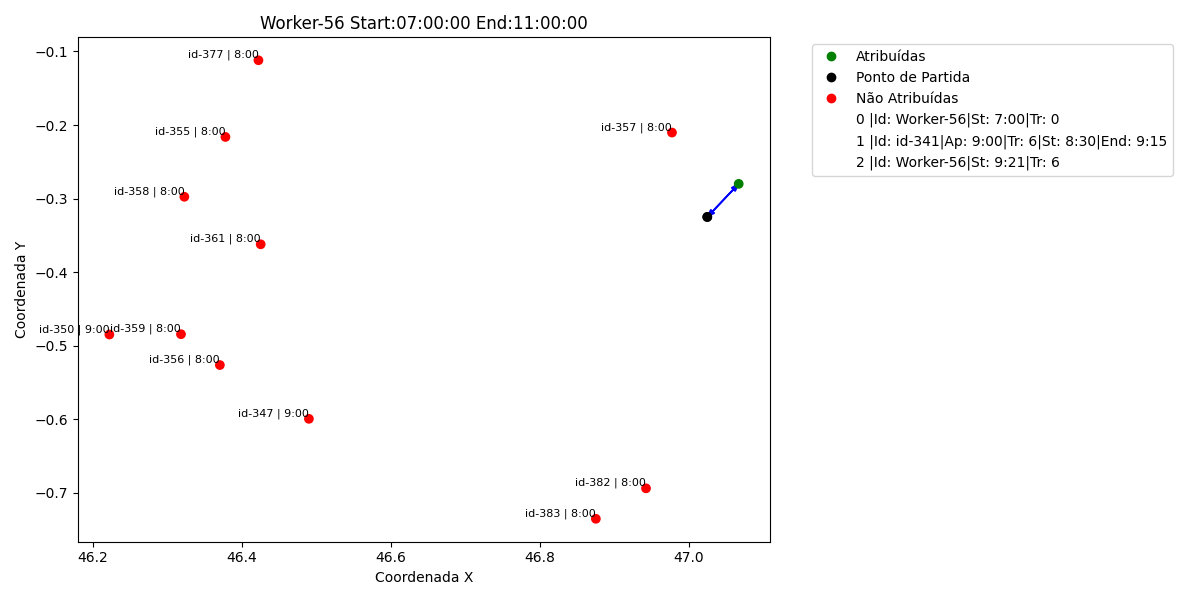 Worker-56 Start:07:00:00 End:11:00:00
−0.1
−0.2
−0.3
−0.4
−0.5
−0.6
−0.7
Coordenada Y
id-377 | 8:00
id-355 | 8:00
id-357 | 8:00
id-358 | 8:00
id-361 | 8:00
id-350 | 9:00
id-359 | 8:00
id-356 | 8:00
id-347 | 9:00
id-382 | 8:00
id-383 | 8:00
46.2
46.4
46.6
46.8
47.0
Coordenada X
Atribuídas
Ponto de Partida
Não Atribuídas
0 |Id: Worker-56|St: 7:00|Tr: 0
1 |Id: id-341|Ap: 9:00|Tr: 6|St: 8:30|End: 9:15
2 |Id: Worker-56|St: 9:21|Tr: 6